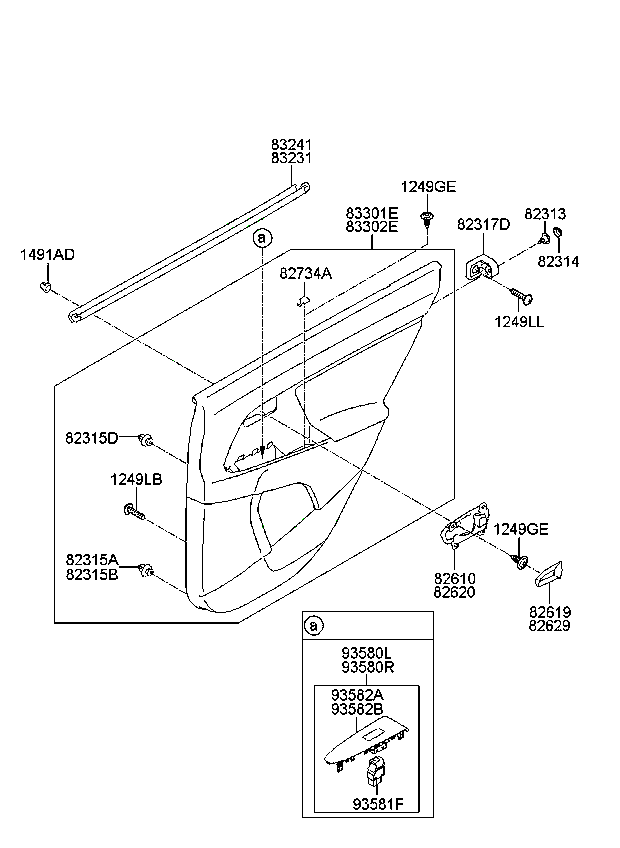 83241
83231
1249GE
83301E
83302E
82317D
82313
82314
1491AD
a
82734A
1249LL
82315D
1249LB
82315A
82315B
1249GE
82610
82620
82619
82629
a
93580L
93580R
93582A
93582B
93581F